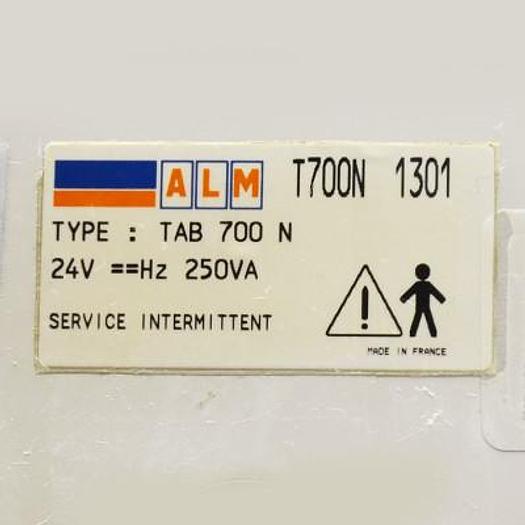 ALM T700N 1301
TYPE : TAB 700 N
24V ==Hz 250VA
SERVICE INTERMITTENT
MADE IN FRANCE